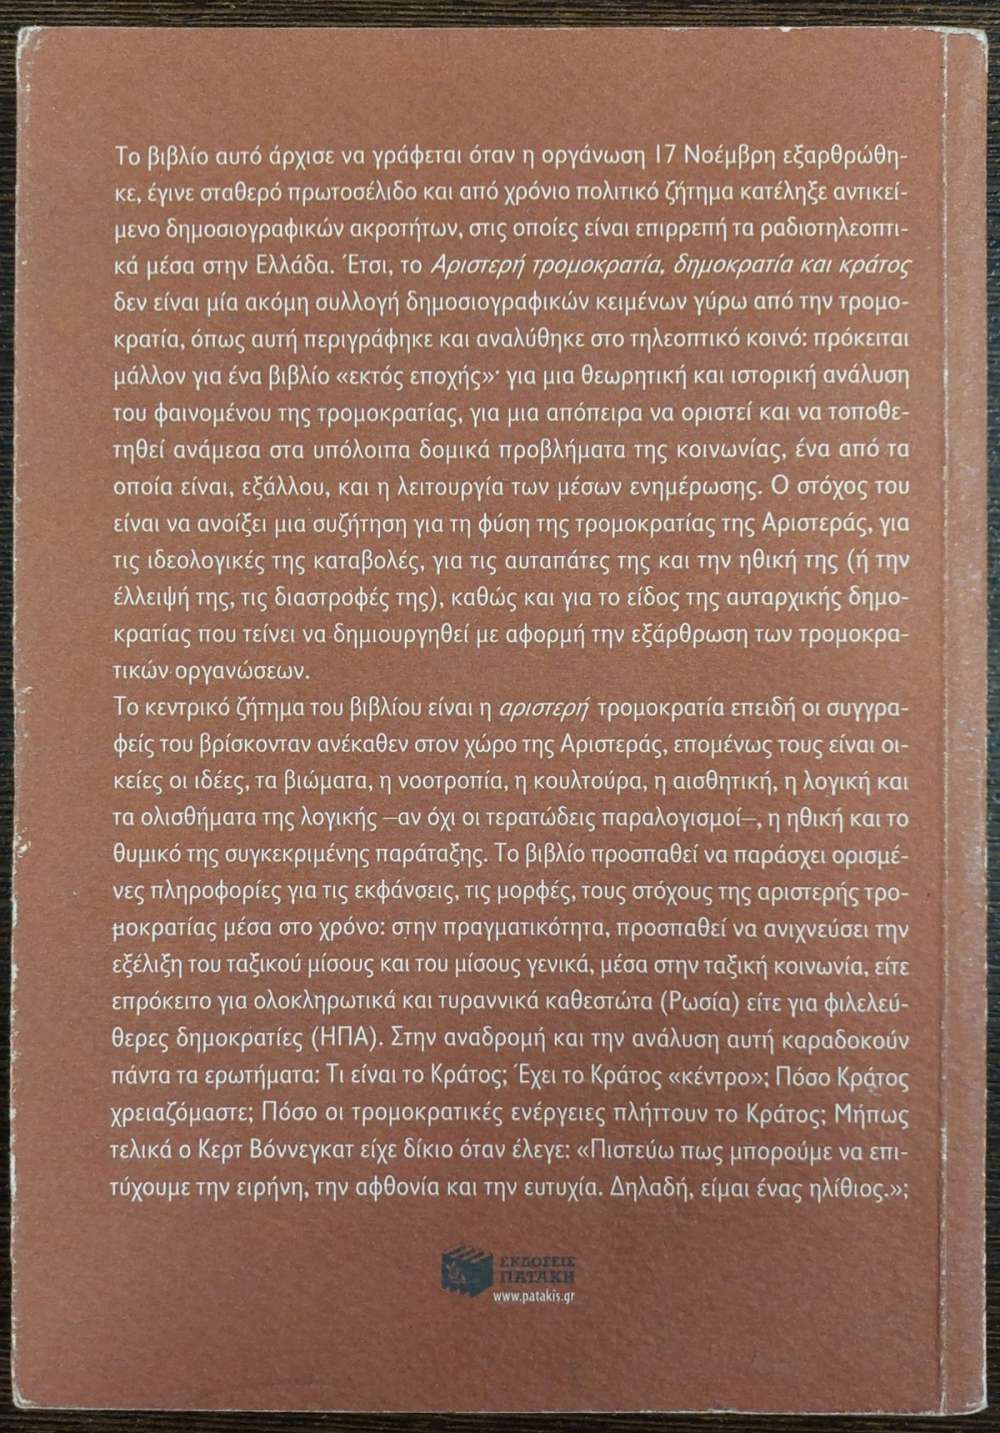 Το βιβλίο αυτό άρχισε να γράφεται όταν η οργάνωση 17 Νοέμβρη εξαρθρώθη-
κε, έγινε σταθερό πρωτοσέλιδο και από χρόνιο πολιτικό ζήτημα κατέληξε αντικεί-
μενο δημοσιογραφικών ακροτήτων, στις οποίες είναι επιρρεπή τα ραδιοτηλεοπτι-
κά μέσα στην Ελλάδα. Έτσι, το Αριστερή τρομοκρατία, δημοκρατία και κράτος
δεν είναι μία ακόμη συλλογή δημοσιογραφικών κειμένων γύρω από την τρομο-
κρατία, όπως αυτή περιγράφηκε και αναλύθηκε στο τηλεοπτικό κοινό: πρόκειται
μάλλον για ένα βιβλίο «εκτός εποχής»· για μια θεωρητική και ιστορική ανάλυση
του φαινομένου της τρομοκρατίας, για μια απόπειρα να οριστεί και να τοποθε-
τηθεί ανάμεσα στα υπόλοιπα δομικά προβλήματα της κοινωνίας, ένα από τα
οποία είναι, εξάλλου, και η λειτουργία των μέσων ενημέρωσης. Ο στόχος του
είναι να ανοίξει μια συζήτηση για τη φύση της τρομοκρατίας της Αριστεράς, για
τις ιδεολογικές της καταβολές, για τις αυταπάτες της και την ηθική της (ή την
έλλειψή της, τις διαστροφές της), καθώς και για το είδος της αυταρχικής δημο-
κρατίας που τείνει να δημιουργηθεί με αφορμή την εξάρθρωση των τρομοκρα-
τικών οργανώσεων.
Το κεντρικό ζήτημα του βιβλίου είναι η αριστερή τρομοκρατία επειδή οι συγγρα-
φείς του βρίσκονταν ανέκαθεν στον χώρο της Αριστεράς, επομένως τους είναι οι-
κείες οι ιδέες, τα βιώματα, η νοοτροπία, η κουλτούρα, η αισθητική, η λογική και
τα ολισθήματα της λογικής –αν όχι οι τερατώδεις παραλογισμοί–, η ηθική και το
θυμικό της συγκεκριμένης παράταξης. Το βιβλίο προσπαθεί να παράσχει ορισμέ-
νες πληροφορίες για τις εκφάνσεις, τις μορφές, τους στόχους της αριστερής τρο-
μοκρατίας μέσα στο χρόνο: στην πραγματικότητα, προσπαθεί να ανιχνεύσει την
εξέλιξη του ταξικού μίσους και του μίσους γενικά, μέσα στην ταξική κοινωνία, είτε
επρόκειτο για ολοκληρωτικά και τυραννικά καθεστώτα (Ρωσία) είτε για φιλελεύ-
θερες δημοκρατίες (ΗΠΑ). Στην αναδρομή και την ανάλυση αυτή καραδοκούν
πάντα τα ερωτήματα: Τι είναι το Κράτος; Έχει το Κράτος «κέντρο»; Πόσο Κράτος
χρειαζόμαστε; Πόσο οι τρομοκρατικές ενέργειες πλήττουν το Κράτος; Μήπως
τελικά ο Κερτ Βόννεγκατ είχε δίκιο όταν έλεγε: «Πιστεύω πως μπορούμε να επι-
τύχουμε την ειρήνη, την αφθονία και την ευτυχία. Δηλαδή, είμαι ένας ηλίθιος.»;
ΕΚΔΟΣΕΙΣ
ΠΑΤΑΚΗ
www.patakis.gr